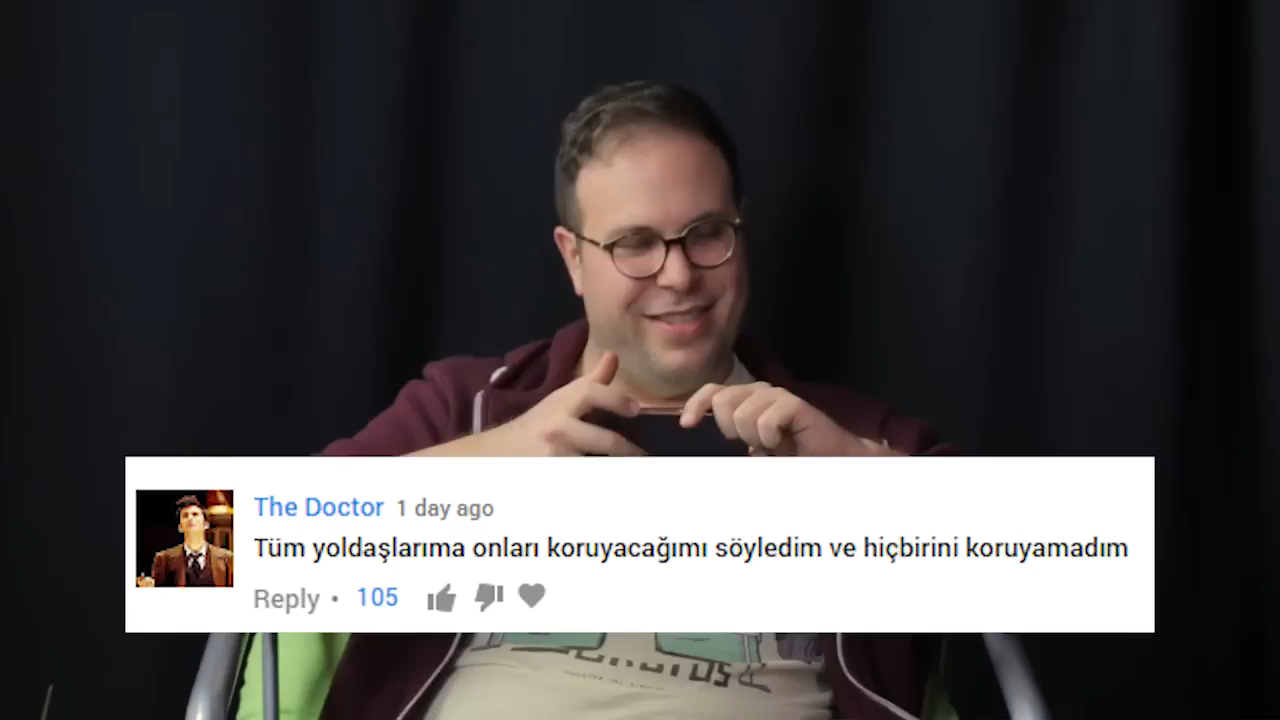 The Doctor 1 day ago
Tüm yoldaşlarıma onları koruyacağımı söyledim ve hiçbirini koruyamadım
Reply • 105